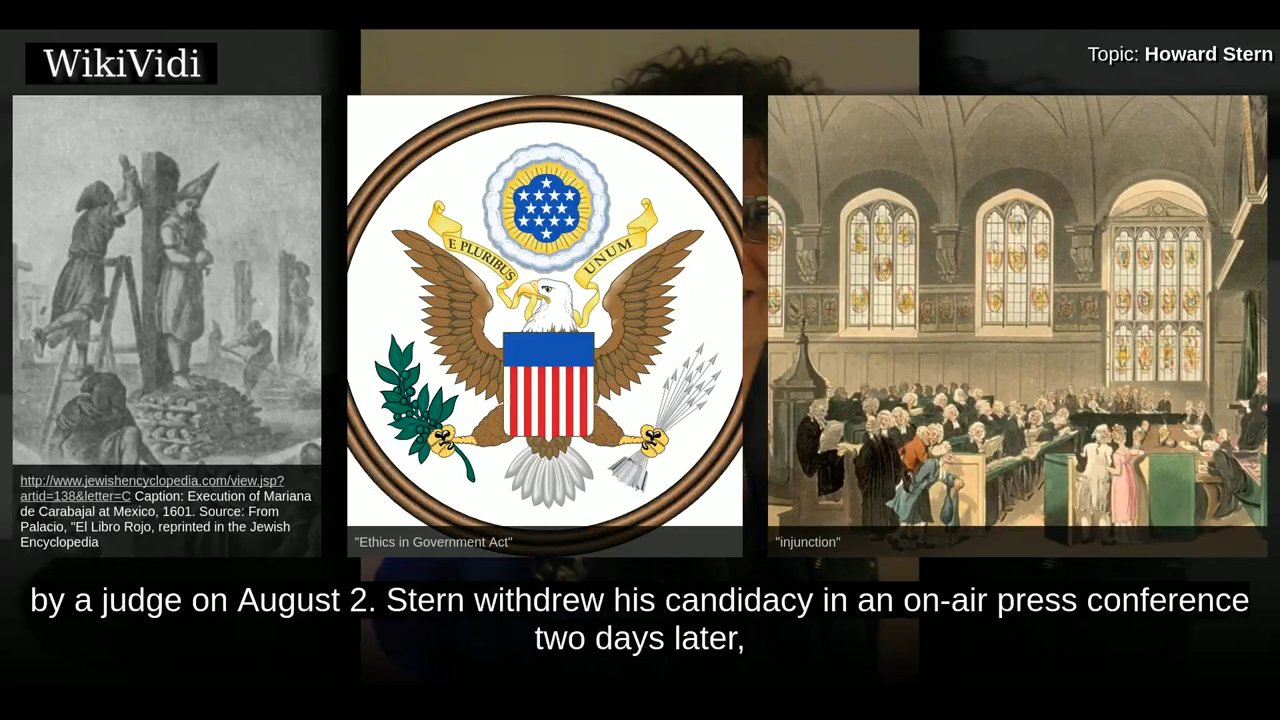 WikiVidi
Topic: Howard Stern
E PLURIBUS
UNUM
http://www.jewishencyclopedia.com/view.jsp?
artid=138&letter=C Caption: Execution of Mariana
de Carabajal at Mexico, 1601. Source: From
Palacio, "El Libro Rojo, reprinted in the Jewish
Encyclopedia
"Ethics in Government Act"
"injunction"
by a judge on August 2. Stern withdrew his candidacy in an on-air press conference
two days later,